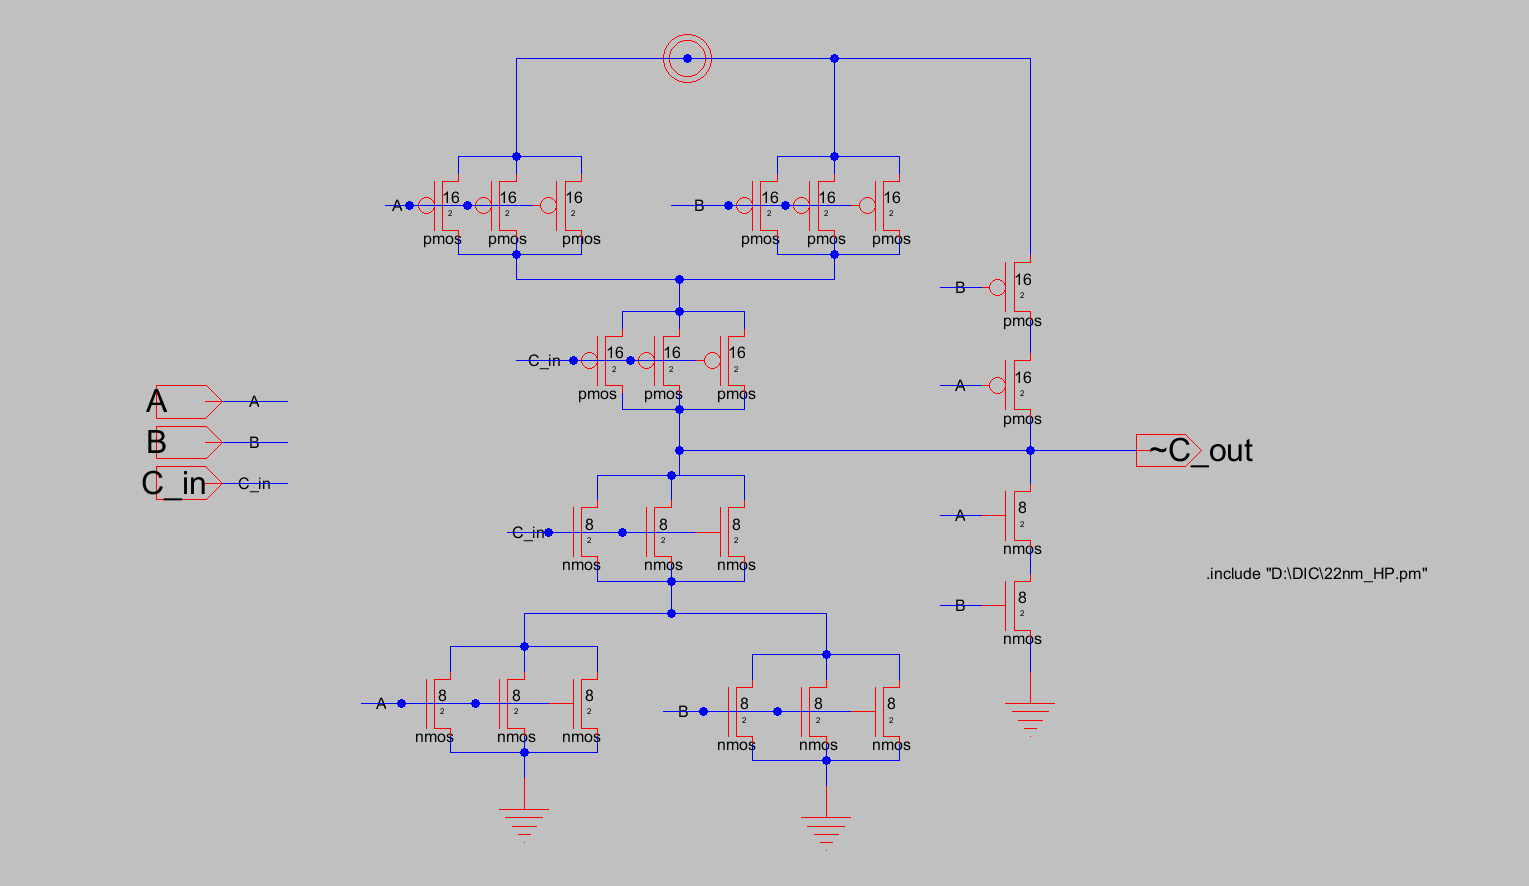 A 16 2 16 2 16 2
pmos pmos pmos
B 16 2 16 2 16 2
pmos pmos pmos
B 16 2
pmos
C_in 16 2 16 2 16 2
pmos pmos pmos
A 16 2
pmos
A A
B B
C_in C_in
~C_out
C_in 8 2 8 2 8 2
nmos nmos nmos
A 8 2
nmos
.include "D:\DIC\22nm_HP.pm"
B 8 2
nmos
A 8 2 8 2 8 2
nmos nmos nmos
B 8 2 8 2 8 2
nmos nmos nmos